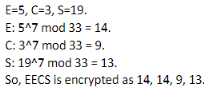 E=5, C=3, S=19.
E: 5^7 mod 33 = 14.
C: 3^7 mod 33 = 9.
S: 19^7 mod 33 = 13.
So, EECS is encrypted as 14, 14, 9, 13.